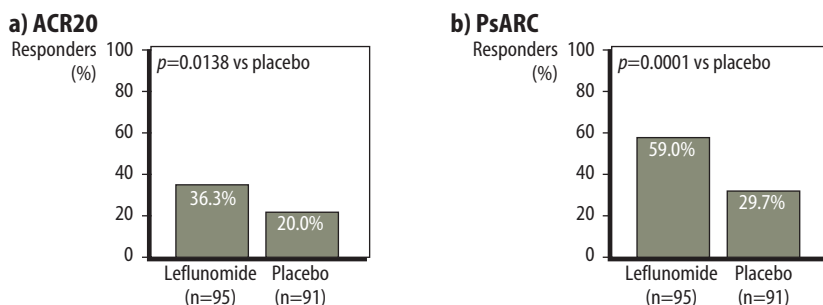 a) ACR20
Responders
(%)
100
80
60
40
20
0
p=0.0138 vs placebo
36.3%
20.0%
Leflunomide
(n=95)
Placebo
(n=91)
b) PsARC
Responders
(%)
100
80
60
40
20
0
p=0.0001 vs placebo
59.0%
29.7%
Leflunomide
(n=95)
Placebo
(n=91)